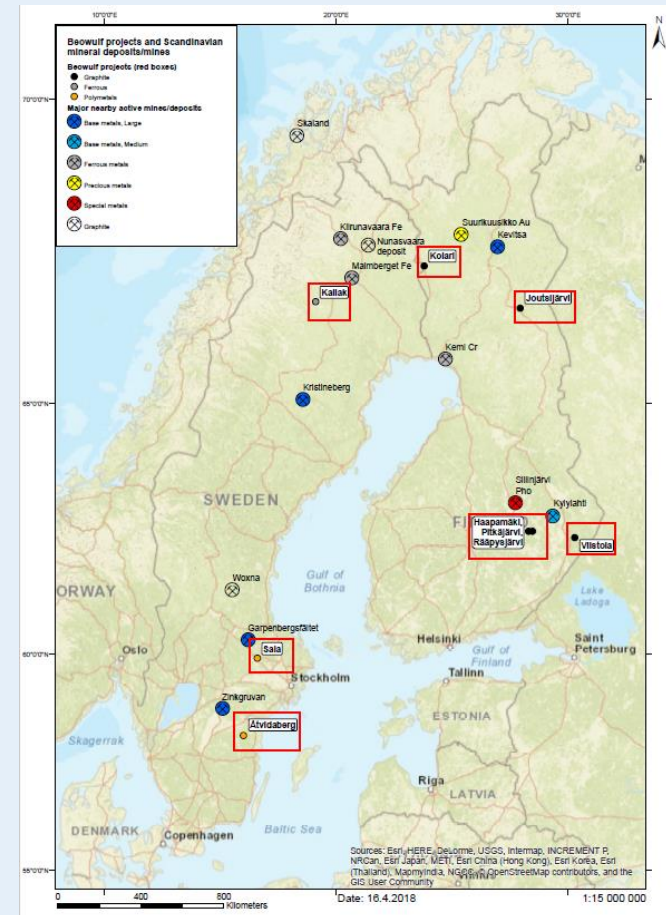 10°0'0"E
20°0'0"E
30°0'0"E
N
Beowulf projects and Scandinavian
mineral deposits/mines
Beowulf projects (red boxes)
Graphite
Ferrous
Polymetals
Major nearby active mines/deposits
Base metals, Large
Base metals, Medium
Ferrous metals
Precious metals
Special metals
Graphite
70°0'0"N
Skaland
M
Kiirunavaara Fe
Nunasvaara
deposit
Malmberget Fe
Suurikuusikko Au
Kevitsa
Kolari
Kallak
Joutsijärvi
Kemi Cr
Kristineberg
65°0'0"N
SWEDEN
Siilinjärvi
Pho
Kylylahti
Haapamäki,
Pitkäjärvi,
Rääpysjärvi
Viistola
Woxna
ORWAY
Gulf of
Bothnia
Lake
Ladoga
Garpenbergsfältet
60°0'0"N
Oslo
Sala
Stockholm
Helsinki
Gulf of
Finland
Saint
Petersburg
Tallinn
Zinkgruvan
Åtvidaberg
ESTONIA
Skagerrak
Riga
LATVIA
DENMARK
Copenhagen
Baltic Sea
55°0'0"N
Sources: Esri, HERE, DeLorme, USGS, Intermap, INCREMENT P,
NRCan, Esri Japan, METI, Esri China (Hong Kong), Esri Korea, Esri
(Thailand), MapmyIndia, NGCC, © OpenStreetMap contributors, and the
GIS User Community
0 400 800
Kilometers
Date: 16.4.2018
1:15 000 000